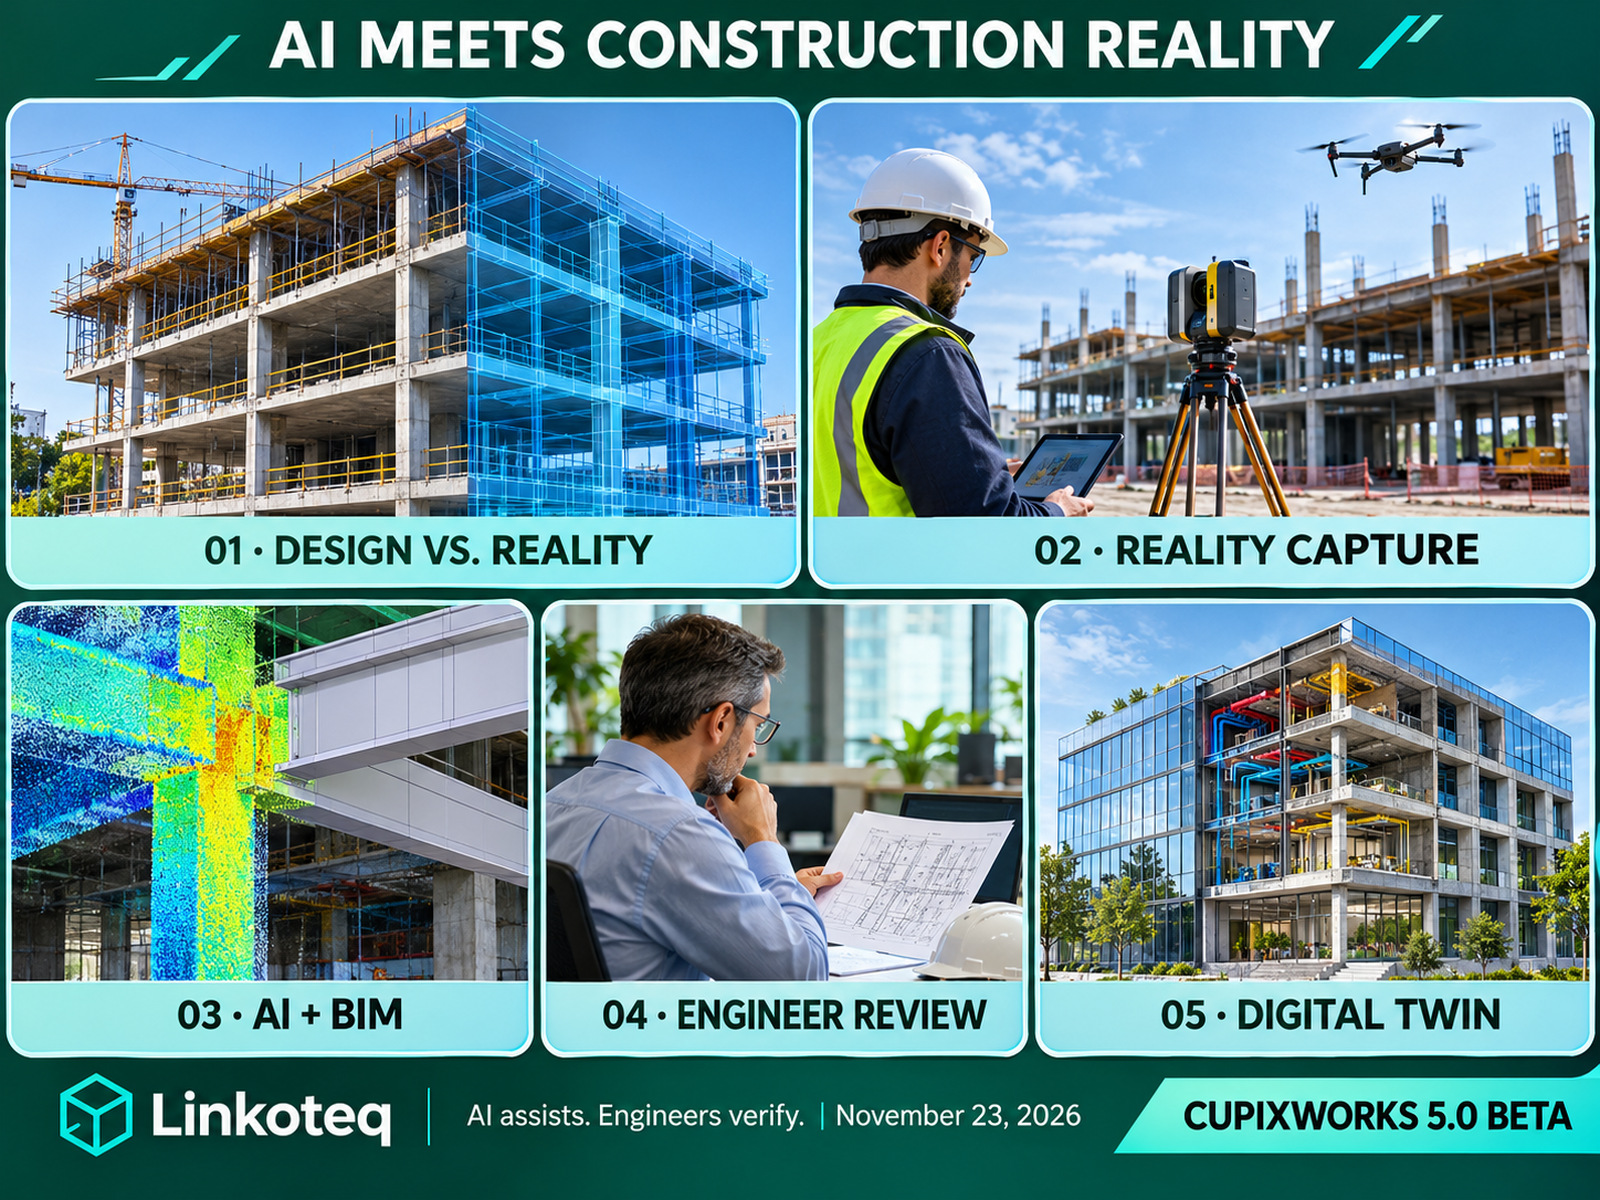 AI MEETS CONSTRUCTION REALITY
01 · DESIGN VS. REALITY
02 · REALITY CAPTURE
03 · AI + BIM
04 · ENGINEER REVIEW
05 · DIGITAL TWIN
Linkoteq
AI assists. Engineers verify. | November 23, 2026
CUPIXWORKS 5.0 BETA